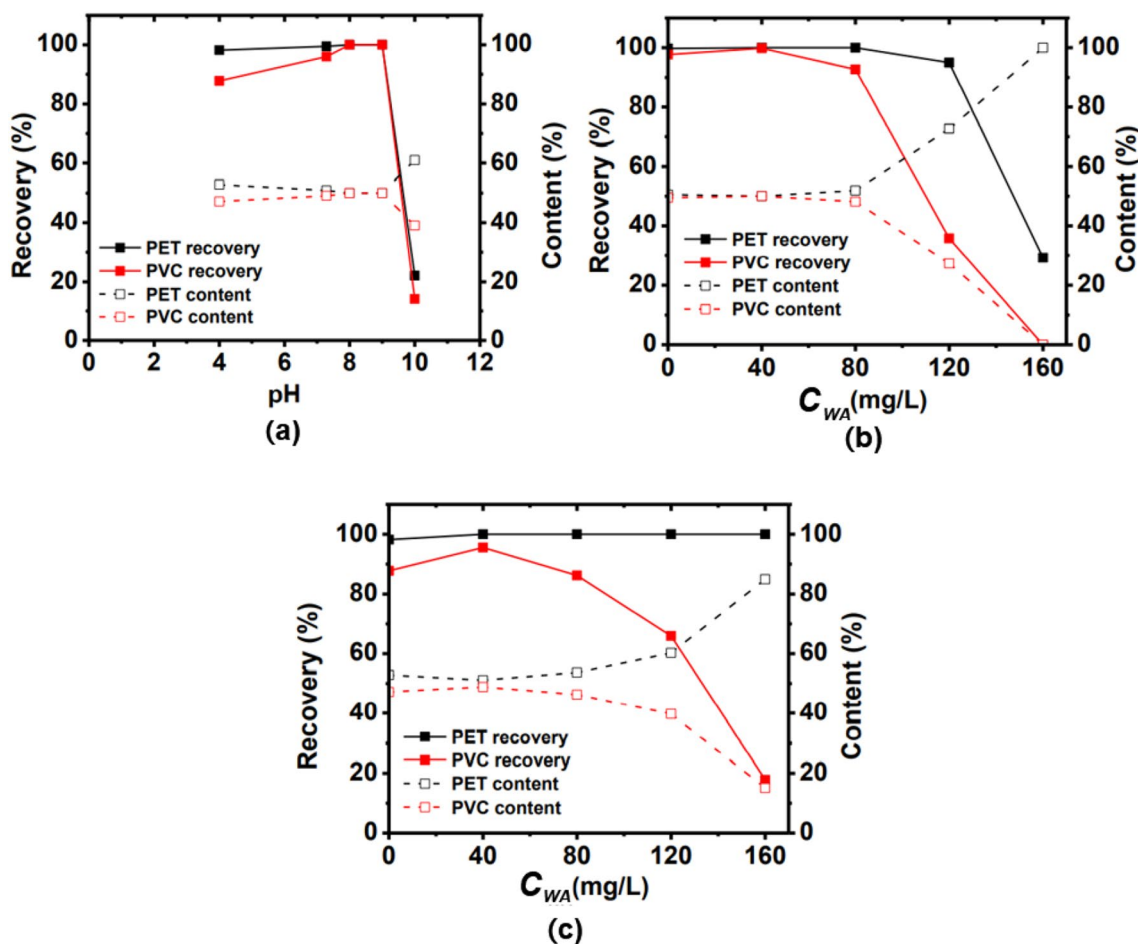 100
80
60
40
20
0
Recovery (%)
PET recovery
PVC recovery
PET content
PVC content
100
80
60
40
20
0
Content (%)
0 2 4 6 8 10 12
pH
(a)
100
80
60
40
20
0
Recovery (%)
PET recovery
PVC recovery
PET content
PVC content
100
80
60
40
20
0
Content (%)
0 40 80 120 160
C WA (mg/L)
(b)
100
80
60
40
20
0
Recovery (%)
PET recovery
PVC recovery
PET content
PVC content
100
80
60
40
20
0
Content (%)
0 40 80 120 160
C WA (mg/L)
(c)